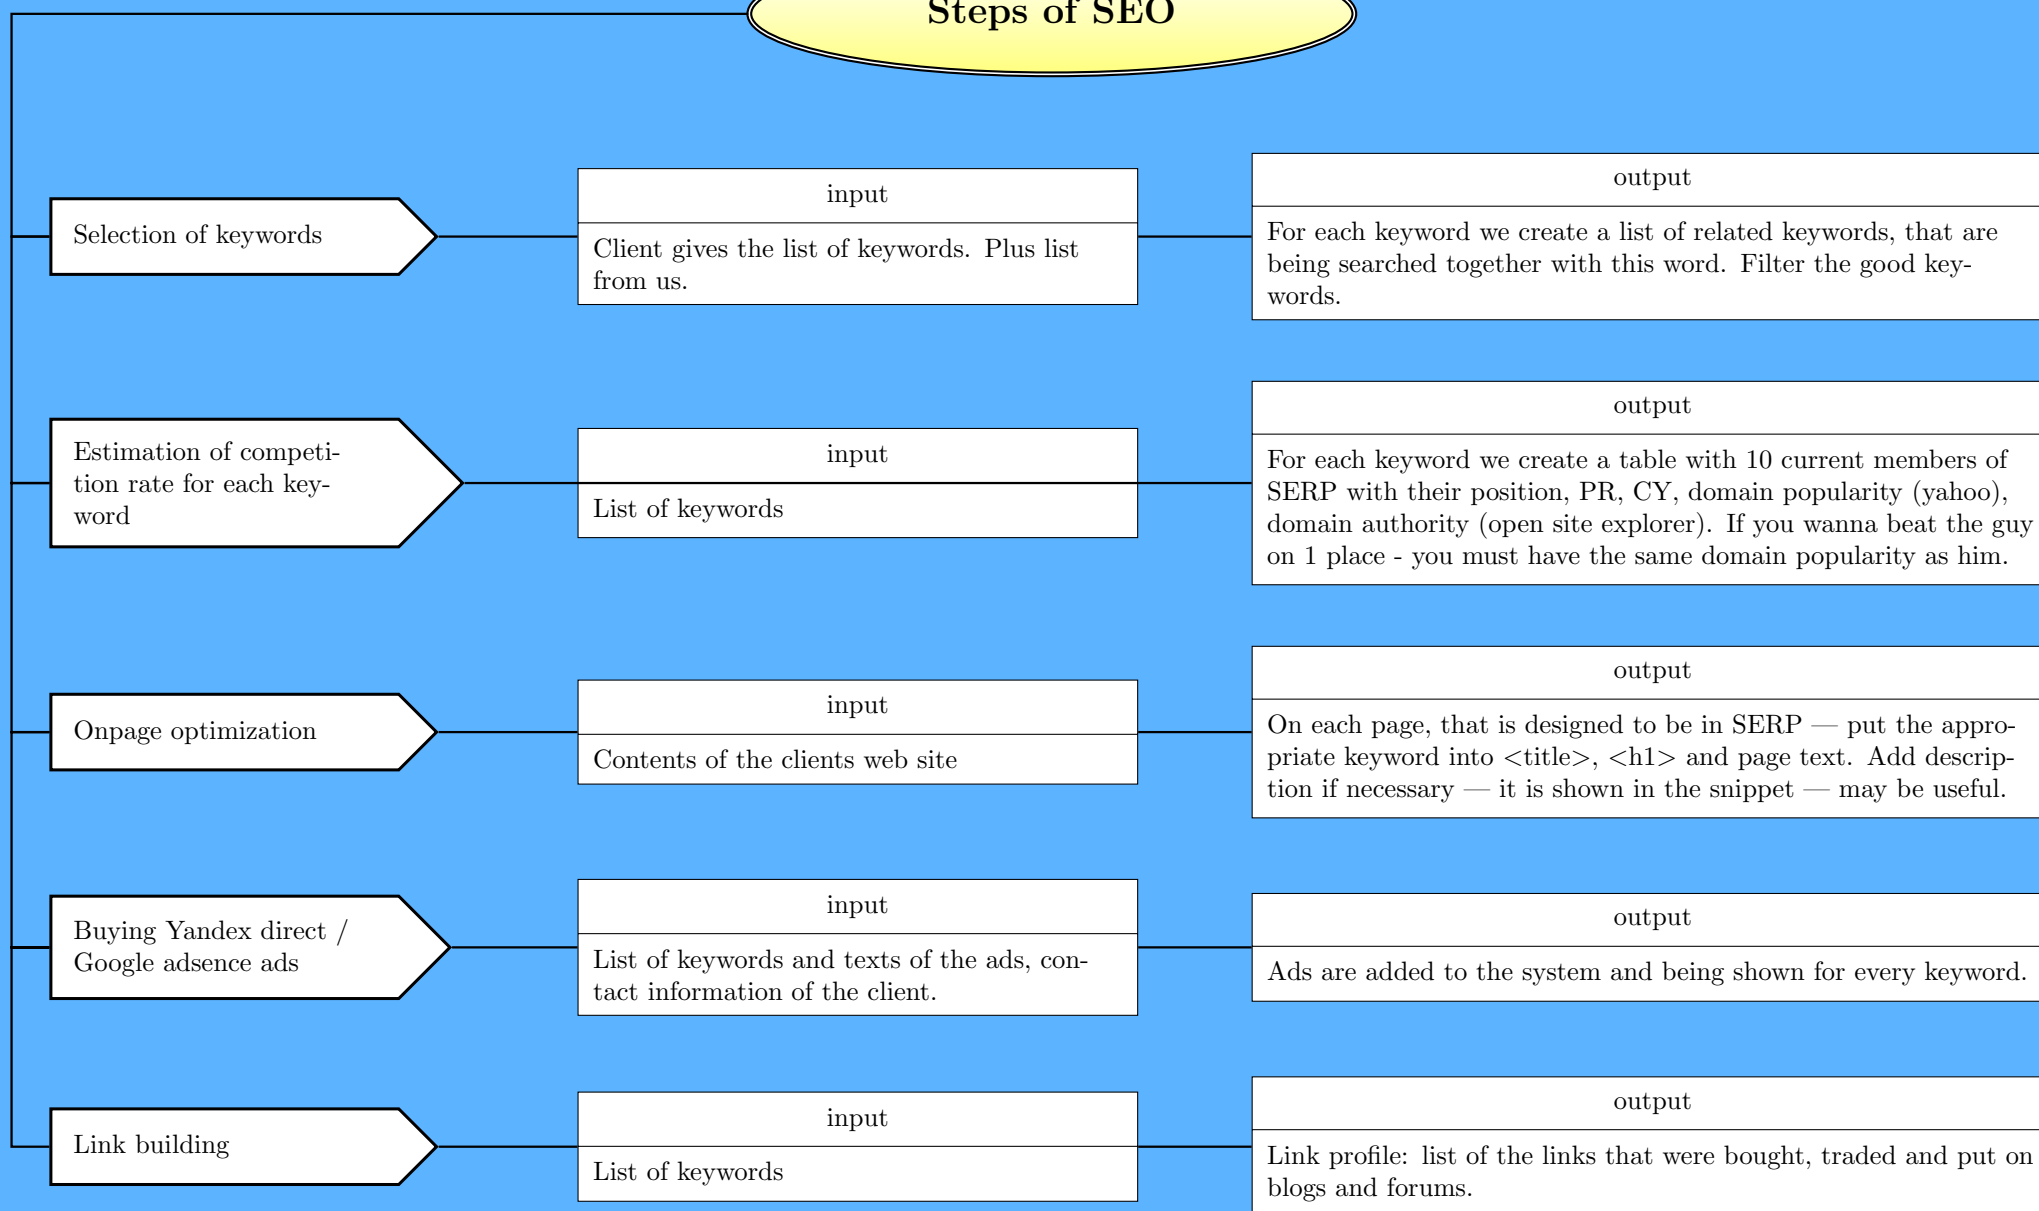 Steps of SEO
Selection of keywords
input
Client gives the list of keywords. Plus list
from us.
output
For each keyword we create a list of related keywords, that are
being searched together with this word. Filter the good key-
words.
Estimation of competi-
tion rate for each key-
word
input
List of keywords
output
For each keyword we create a table with 10 current members of
SERP with their position, PR, CY, domain popularity (yahoo),
domain authority (open site explorer). If you wanna beat the guy
on 1 place - you must have the same domain popularity as him.
Onpage optimization
input
Contents of the clients web site
output
On each page, that is designed to be in SERP — put the appro-
priate keyword into <title>, <h1> and page text. Add descrip-
tion if necessary — it is shown in the snippet — may be useful.
Buying Yandex direct /
Google adsence ads
input
List of keywords and texts of the ads, con-
tact information of the client.
output
Ads are added to the system and being shown for every keyword.
Link building
input
List of keywords
output
Link profile: list of the links that were bought, traded and put on
blogs and forums.